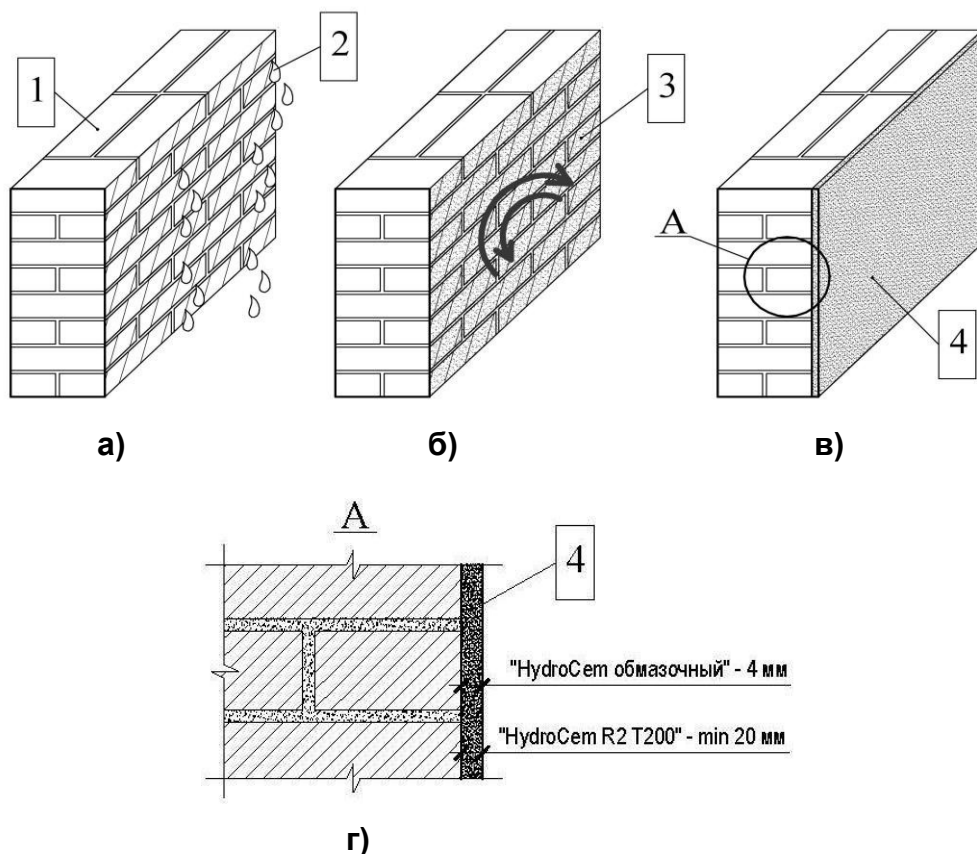 1
2
3
A
4
а)
б)
в)
A
4
"HydroCem обмазочный" - 4 мм
"HydroCem R2 T200" - min 20 мм
г)